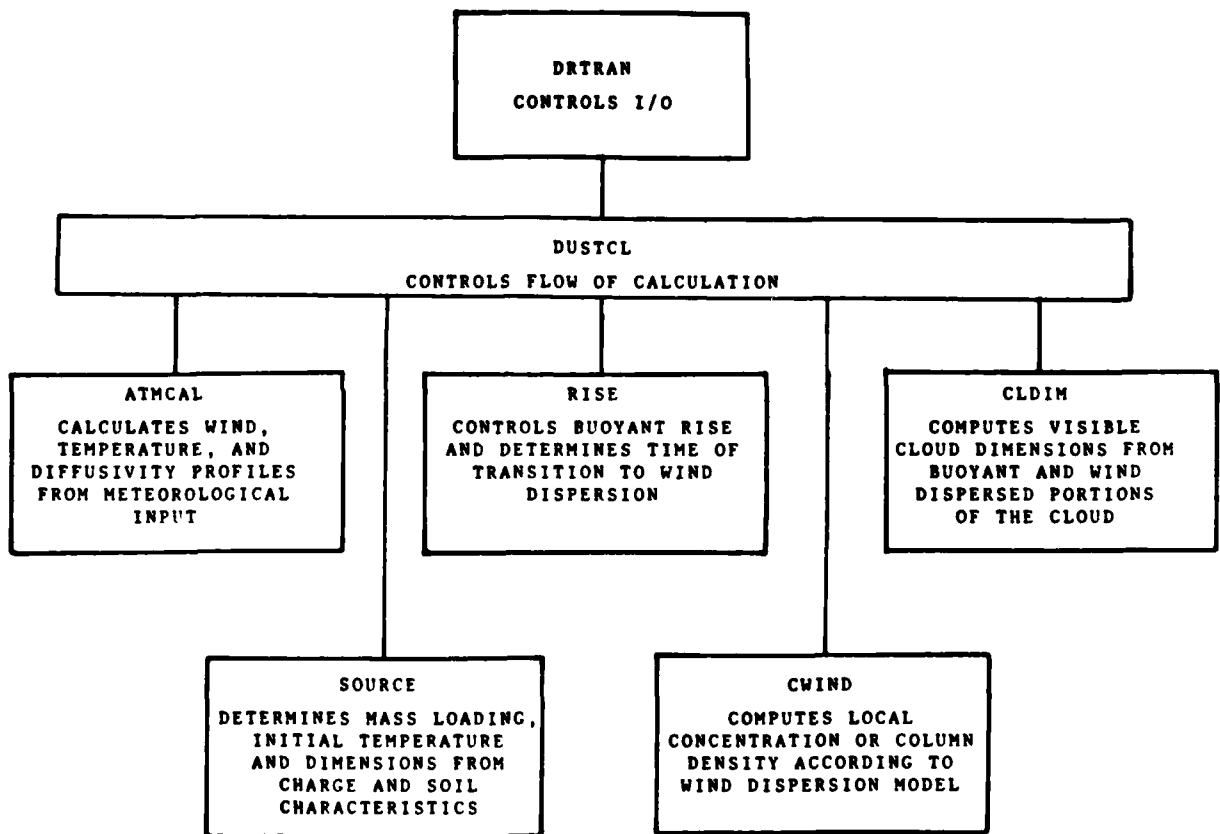 DRTRAN
CONTROLS I/O
DUSTCL
CONTROLS FLOW OF CALCULATION
ATMCAL
CALCULATES WIND,
TEMPERATURE, AND
DIFFUSIVITY PROFILES
FROM METEOROLOGICAL
INPUT
RISE
CONTROLS BUOYANT RISE
AND DETERMINES TIME OF
TRANSITION TO WIND
DISPERSION
CLDIM
COMPUTES VISIBLE
CLOUD DIMENSIONS FROM
BUOYANT AND WIND
DISPERSED PORTIONS
OF THE CLOUD
SOURCE
DETERMINES MASS LOADING,
INITIAL TEMPERATURE
AND DIMENSIONS FROM
CHARGE AND SOIL
CHARACTERISTICS
CWIND
COMPUTES LOCAL
CONCENTRATION OR COLUMN
DENSITY ACCORDING TO
WIND DISPERSION MODEL